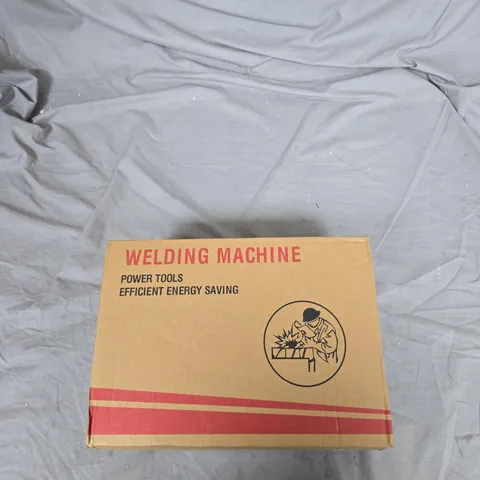 WELDING MACHINE
POWER TOOLS
EFFICIENT ENERGY SAVING